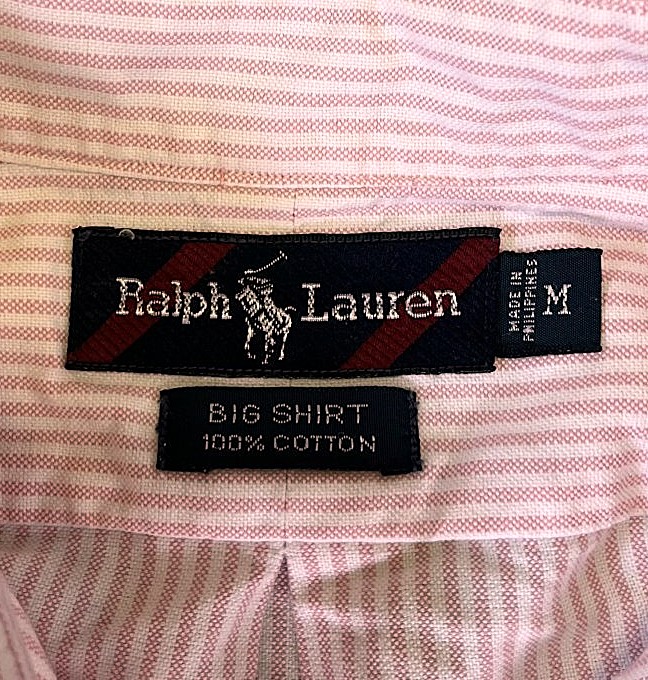 Ralph Lauren
MADE IN
PHILIPPINES
M
BIG SHIRT
100% COTTON